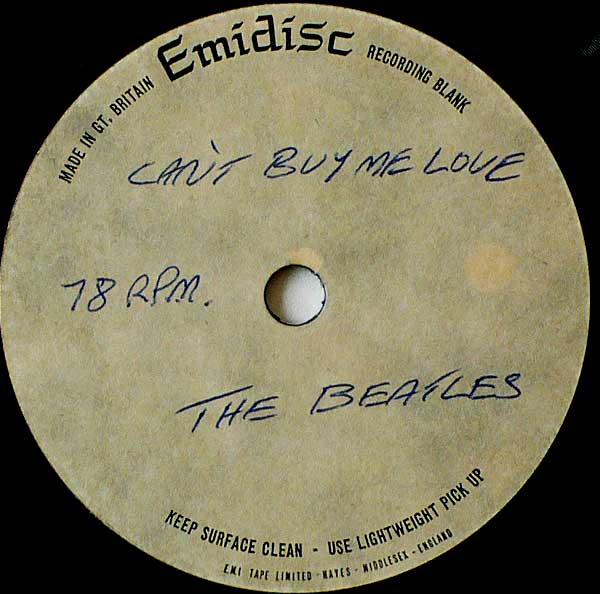 MADE IN GT. BRITAIN
Emidisc
RECORDING BLANK
CAN'T BUY ME LOVE
78 RPM.
THE BEATLES
KEEP SURFACE CLEAN - USE LIGHTWEIGHT PICK UP
E.M.I TAPE LIMITED - HAYES - MIDDLESEX - ENGLAND